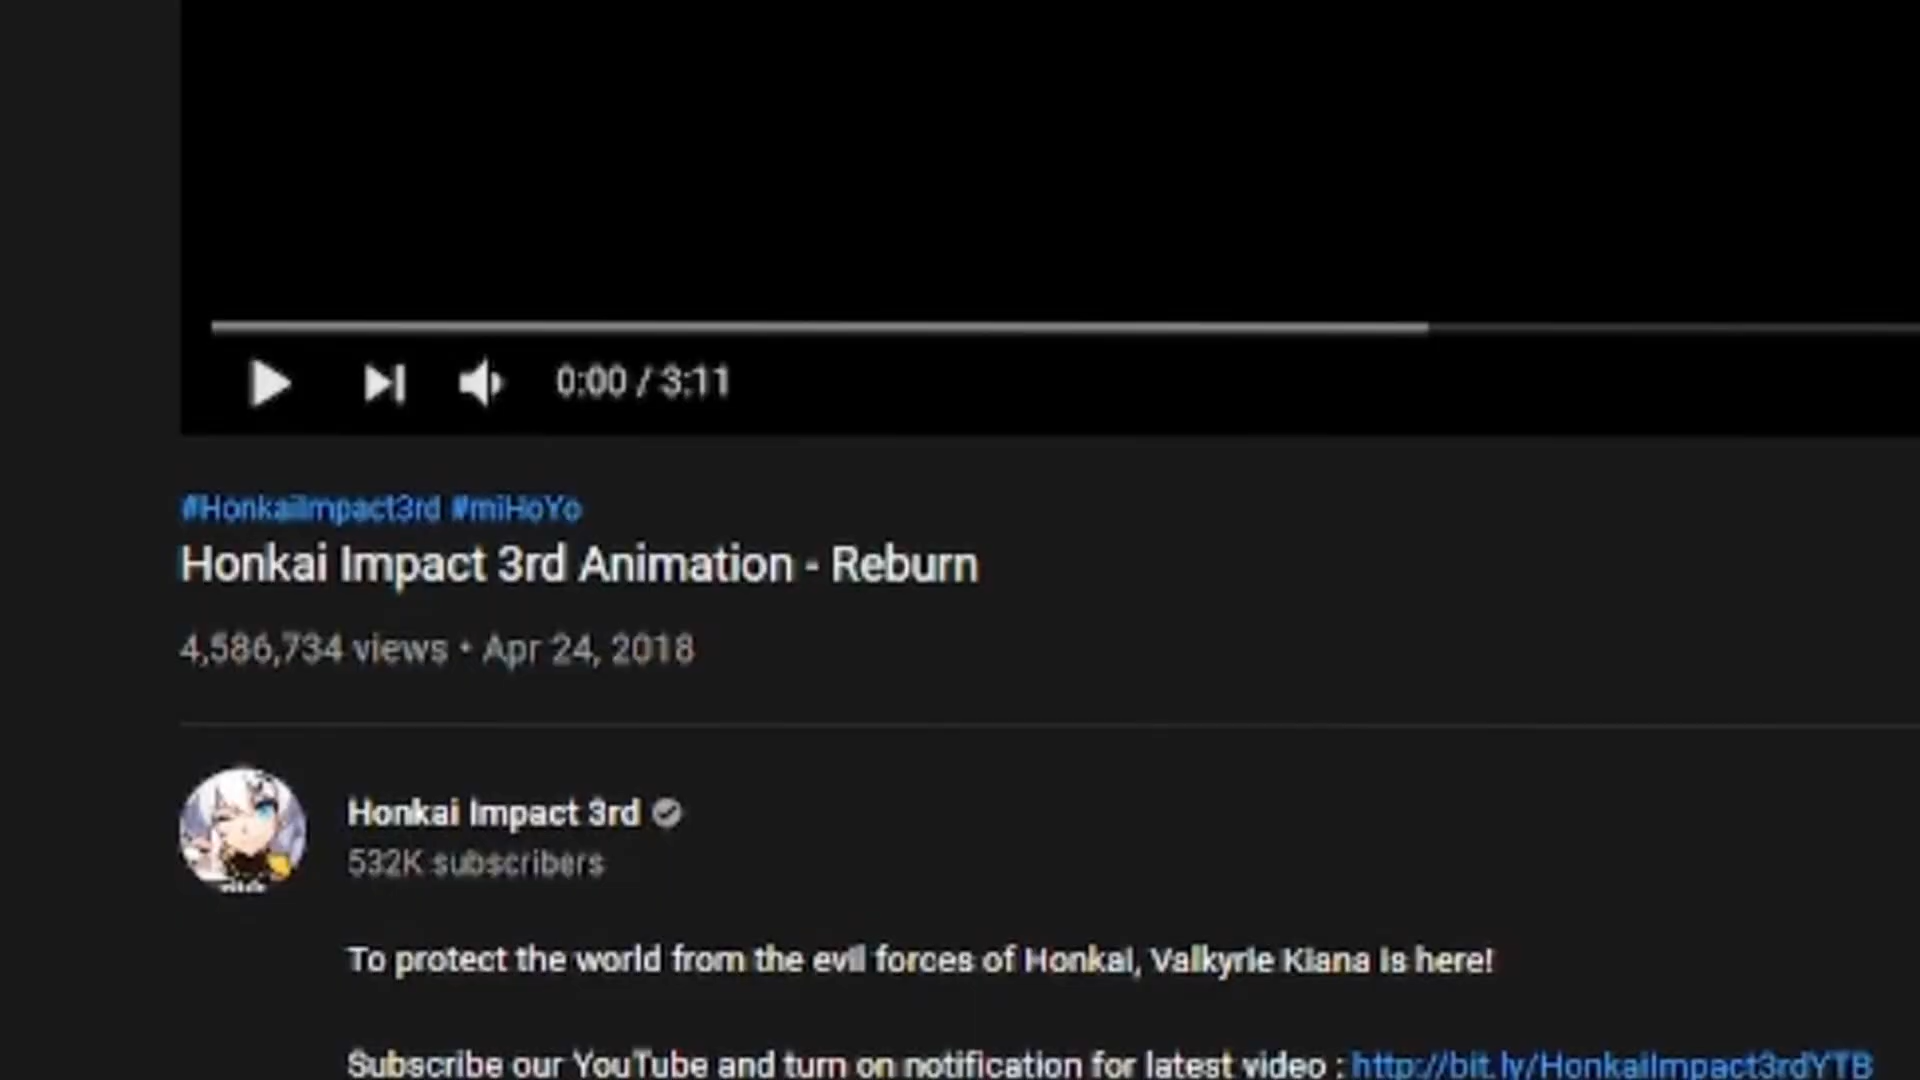 0:00 / 3:11
#HonkaiImpact3rd #miHoYo
Honkai Impact 3rd Animation - Reburn
4,586,734 views • Apr 24, 2018
Honkai Impact 3rd
532K subscribers
To protect the world from the evil forces of Honkai, Valkyrie Kiana is here!
Subscribe our YouTube and turn on notification for latest video : http://bit.ly/HonkaiImpact3rdYTB